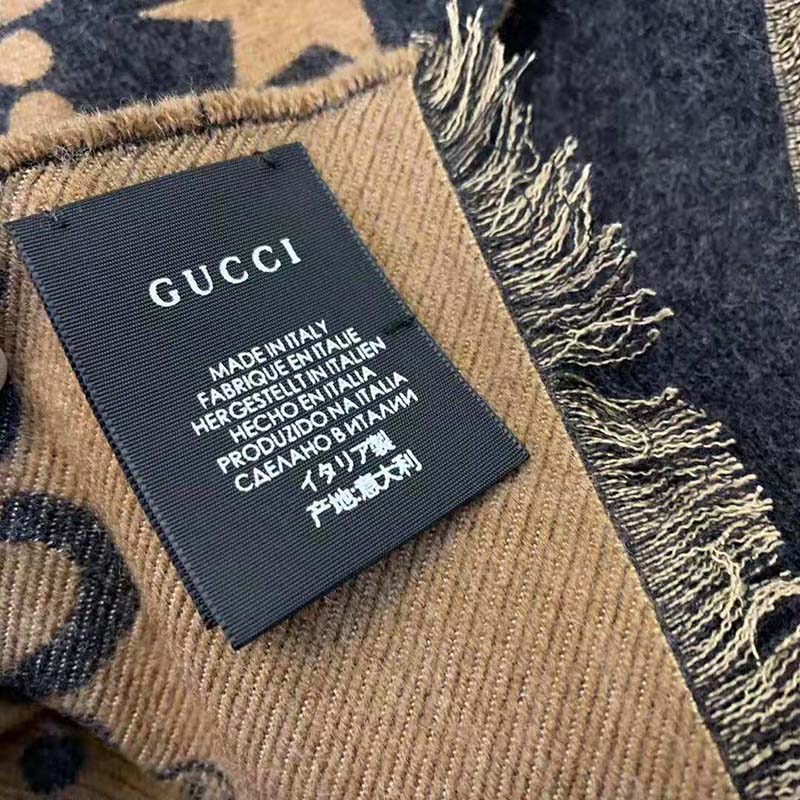 GUCCI
MADE IN ITALY
FABRIQUE EN ITALIE
HERGESTELLT IN ITALIEN
HECHO EN ITALIA
PRODUZIDO NA ITALIA
СДЕЛАНО В ИТАЛИИ
イタリア製
产地:意大利